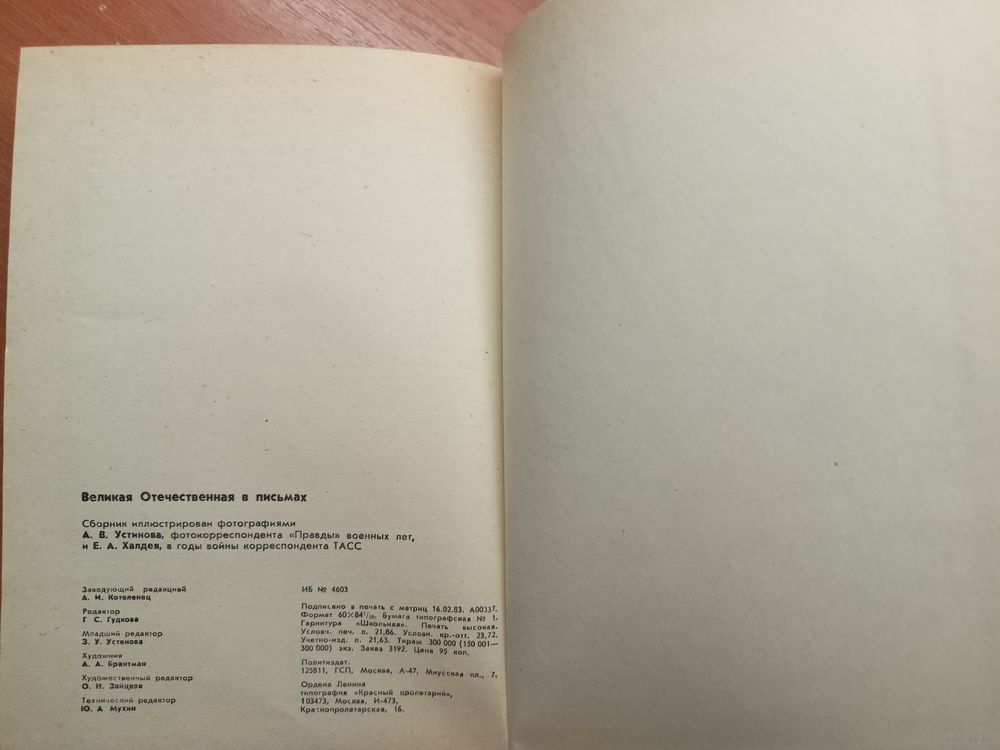 Великая Отечественная в письмах
Сборник иллюстрирован фотографиями
А. В. Устинова, фотокорреспондента «Правды» военных лет,
и Е. А. Халдея, в годы войны корреспондента ТАСС
Заведующий редакцией
А. И. Котеленец
Редактор
Г. С. Гудкова
Младший редактор
З. У. Устенова
Художник
А. А. Брантман
Художественный редактор
О. Н. Зайцева
Технический редактор
Ю. А. Мухин
ИБ № 4603
Подписано в печать с матриц 16.02.83. А00337.
Формат 60×84¹/₁₆. Бумага типографская № 1.
Гарнитура «Школьная». Печать высокая.
Условн. печ. л. 21,86. Условн. кр.-отт. 23,72.
Учетно-изд. л. 21,63. Тираж 300 000 (150 001—
300 000) экз. Заказ 3192. Цена 95 коп.
Политиздат.
125811, ГСП, Москва, А-47, Миусская пл., 7.
Ордена Ленина
типография «Красный пролетарий»,
103473, Москва, И-473,
Краснопролетарская, 16.